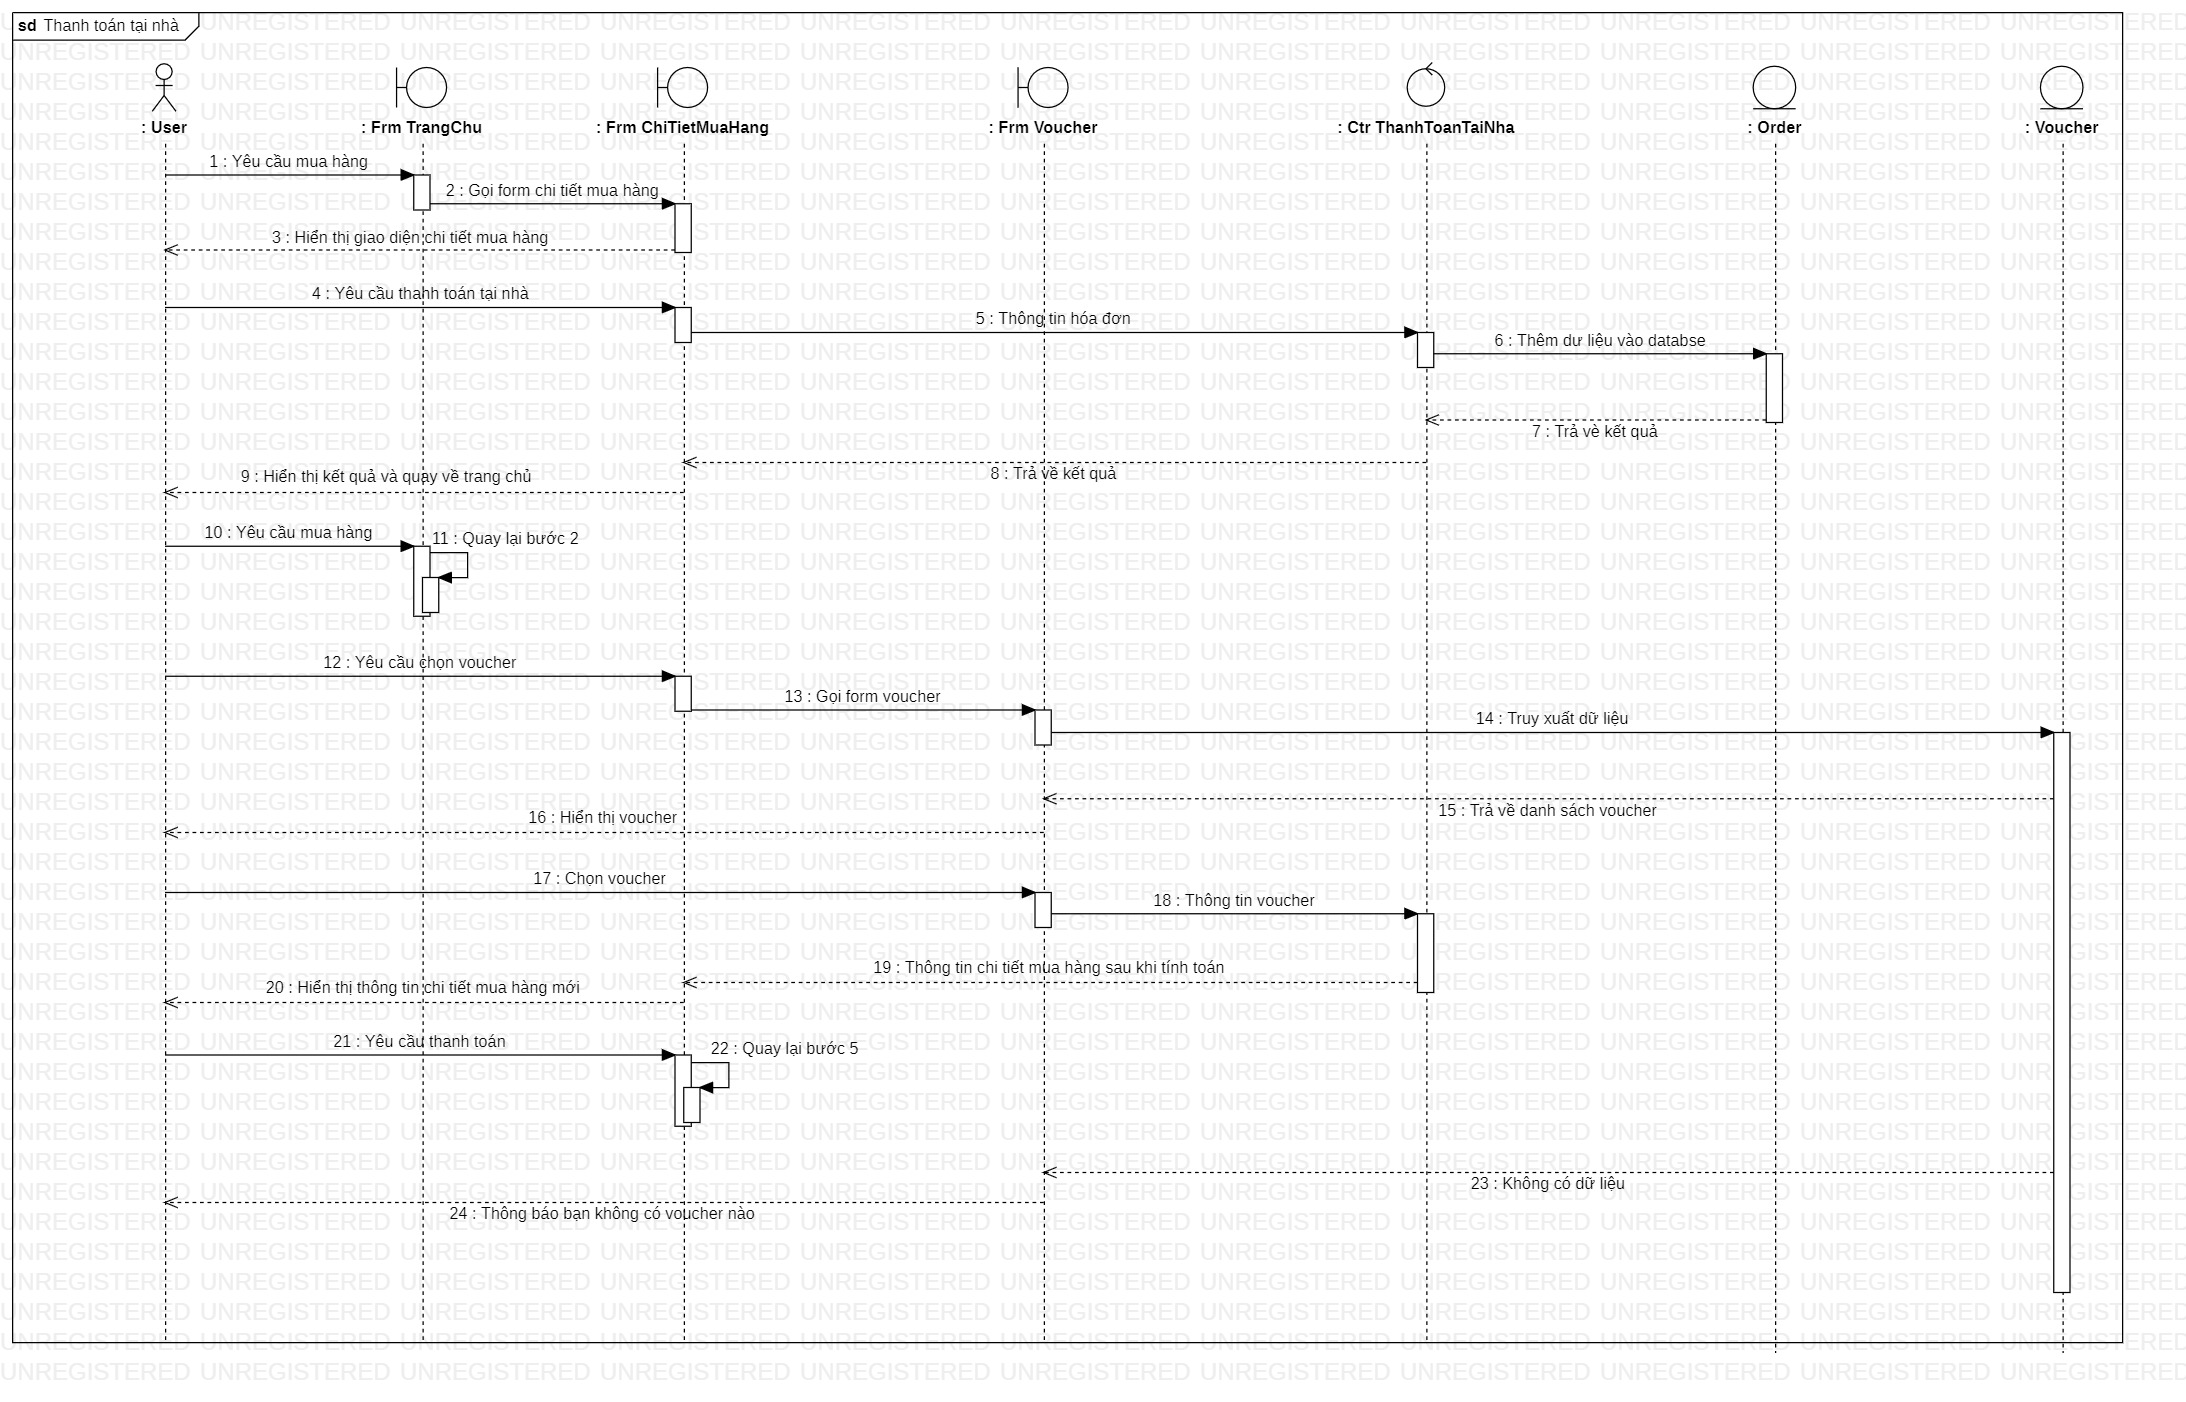 sd Thanh toán tại nhà
: User
: Frm TrangChu
: Frm ChiTietMuaHang
: Frm Voucher
: Ctr ThanhToanTaiNha
: Order
: Voucher
1 : Yêu cầu mua hàng
2 : Gọi form chi tiết mua hàng
3 : Hiển thị giao diện chi tiết mua hàng
4 : Yêu cầu thanh toán tại nhà
5 : Thông tin hóa đơn
6 : Thêm dư liệu vào databse
7 : Trả vè kết quả
8 : Trả về kết quả
9 : Hiển thị kết quả và quay về trang chủ
10 : Yêu cầu mua hàng
11 : Quay lại bước 2
12 : Yêu cầu chọn voucher
13 : Gọi form voucher
14 : Truy xuất dữ liệu
15 : Trả về danh sách voucher
16 : Hiển thị voucher
17 : Chọn voucher
18 : Thông tin voucher
19 : Thông tin chi tiết mua hàng sau khi tính toán
20 : Hiển thị thông tin chi tiết mua hàng mới
21 : Yêu cầu thanh toán
22 : Quay lại bước 5
23 : Không có dữ liệu
24 : Thông báo bạn không có voucher nào
UNREGISTERED